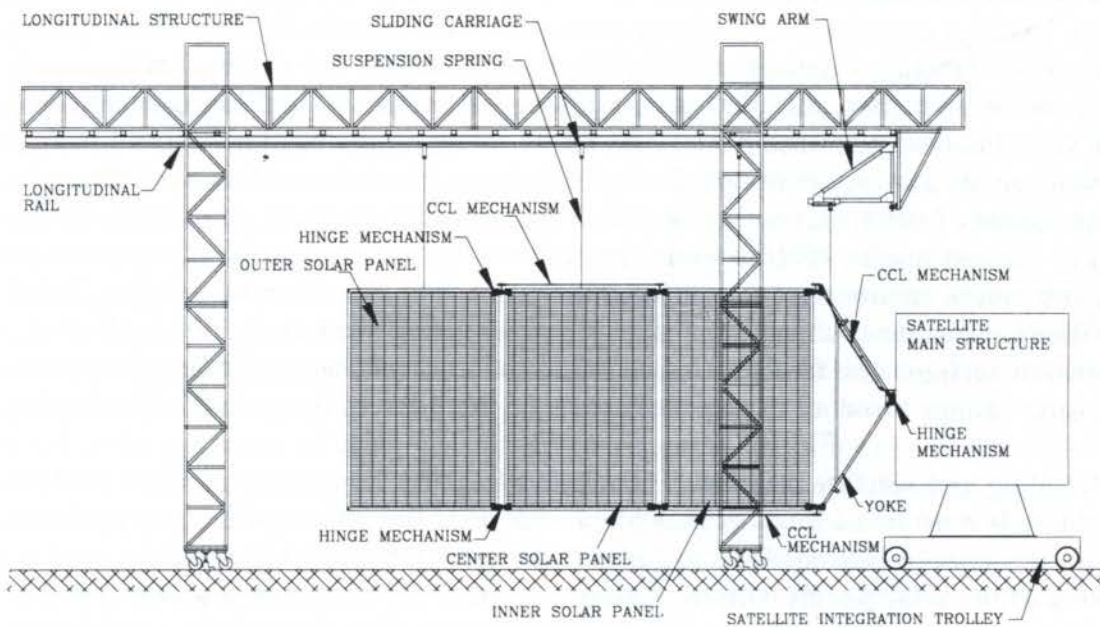 LONGITUDINAL STRUCTURE
SLIDING CARRIAGE
SWING ARM
SUSPENSION SPRING
LONGITUDINAL
RAIL
CCL MECHANISM
HINGE MECHANISM
OUTER SOLAR PANEL
CCL MECHANISM
SATELLITE
MAIN STRUCTURE
HINGE
MECHANISM
YOKE
HINGE MECHANISM
CCL
MECHANISM
CENTER SOLAR PANEL
INNER SOLAR PANEL
SATELLITE INTEGRATION TROLLEY